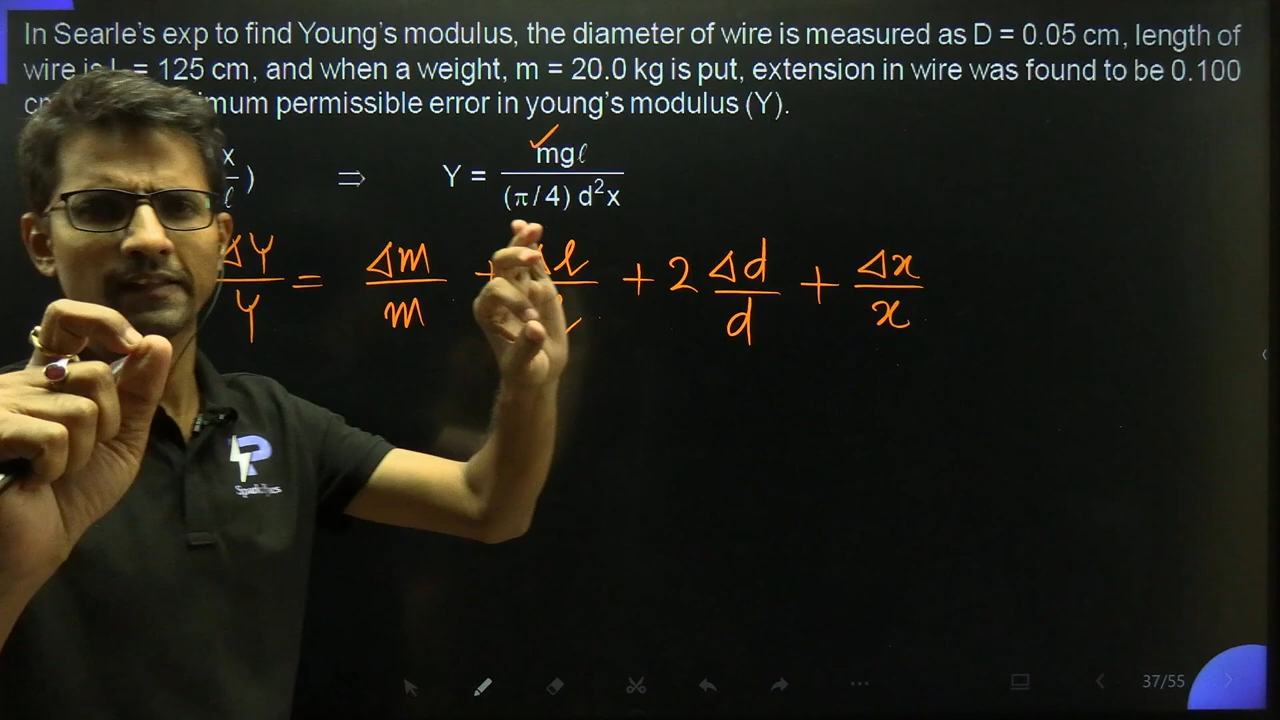 In Searle's exp to find Young's modulus, the diameter of wire is measured as D = 0.05 cm, length of
wire = 125 cm, and when a weight, m = 20.0 kg is put, extension in wire was found to be 0.100
permissible error in young's modulus (Y).
x/ℓ ) ⇒ Y = mgℓ / (π/4) d²x
ΔY/Y = Δm/m + Δl/l + 2 Δd/d + Δx/x
P
37/55